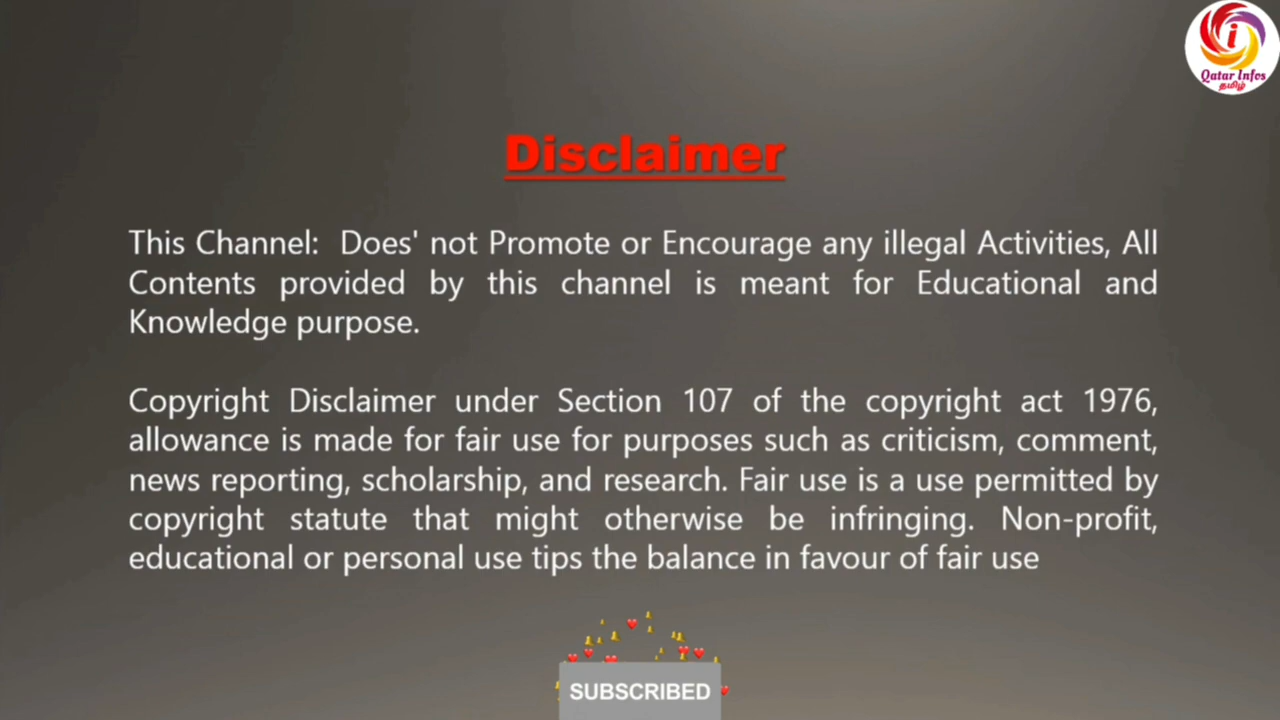 i
Qatar Infos
தமிழ்
Disclaimer
This Channel:  Does' not Promote or Encourage any illegal Activities, All
Contents provided by this channel is meant for Educational and
Knowledge purpose.
Copyright Disclaimer under Section 107 of the copyright act 1976,
allowance is made for fair use for purposes such as criticism, comment,
news reporting, scholarship, and research. Fair use is a use permitted by
copyright statute that might otherwise be infringing. Non-profit,
educational or personal use tips the balance in favour of fair use
SUBSCRIBED